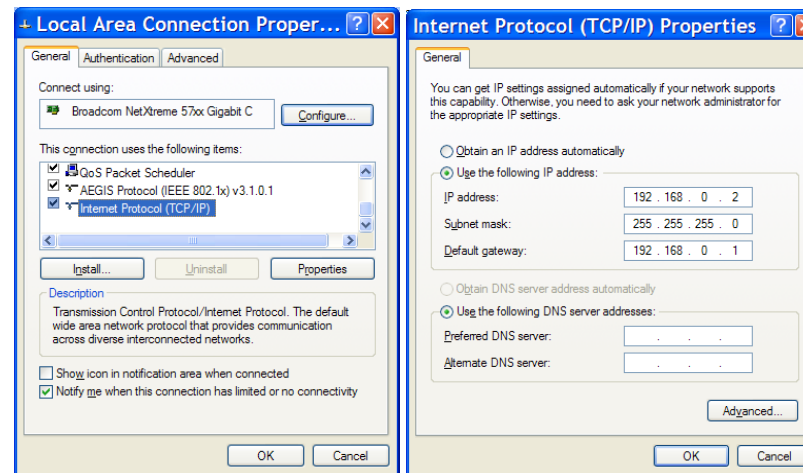 Local Area Connection Proper...
General
Authentication
Advanced
Connect using:
Broadcom NetXtreme 57xx Gigabit C
Configure...
This connection uses the following items:
QoS Packet Scheduler
AEGIS Protocol (IEEE 802.1x) v3.1.0.1
Internet Protocol (TCP/IP)
Install...
Uninstall
Properties
Description
Transmission Control Protocol/Internet Protocol. The default
wide area network protocol that provides communication
across diverse interconnected networks.
Show icon in notification area when connected
Notify me when this connection has limited or no connectivity
OK
Cancel
Internet Protocol (TCP/IP) Properties
General
You can get IP settings assigned automatically if your network supports
this capability. Otherwise, you need to ask your network administrator for
the appropriate IP settings.
Obtain an IP address automatically
Use the following IP address:
IP address:
192 . 168 . 0 . 2
Subnet mask:
255 . 255 . 255 . 0
Default gateway:
192 . 168 . 0 . 1
Obtain DNS server address automatically
Use the following DNS server addresses:
Preferred DNS server:
. . .
Alternate DNS server:
. . .
Advanced...
OK
Cancel